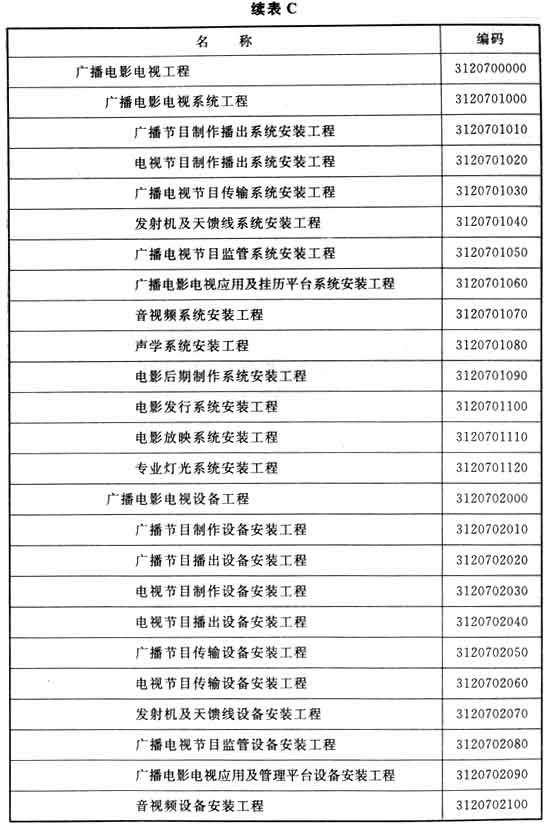 续表 C
名 称 编码
广播电影电视工程 3120700000
广播电影电视系统工程 3120701000
广播节目制作播出系统安装工程 3120701010
电视节目制作播出系统安装工程 3120701020
广播电视节目传输系统安装工程 3120701030
发射机及天馈线系统安装工程 3120701040
广播电视节目监管系统安装工程 3120701050
广播电影电视应用及挂历平台系统安装工程 3120701060
音视频系统安装工程 3120701070
声学系统安装工程 3120701080
电影后期制作系统安装工程 3120701090
电影发行系统安装工程 3120701100
电影放映系统安装工程 3120701110
专业灯光系统安装工程 3120701120
广播电影电视设备工程 3120702000
广播节目制作设备安装工程 3120702010
广播节目播出设备安装工程 3120702020
电视节目制作设备安装工程 3120702030
电视节目播出设备安装工程 3120702040
广播节目传输设备安装工程 3120702050
电视节目传输设备安装工程 3120702060
发射机及天馈线设备安装工程 3120702070
广播电视节目监管设备安装工程 3120702080
广播电影电视应用及管理平台设备安装工程 3120702090
音视频设备安装工程 3120702100